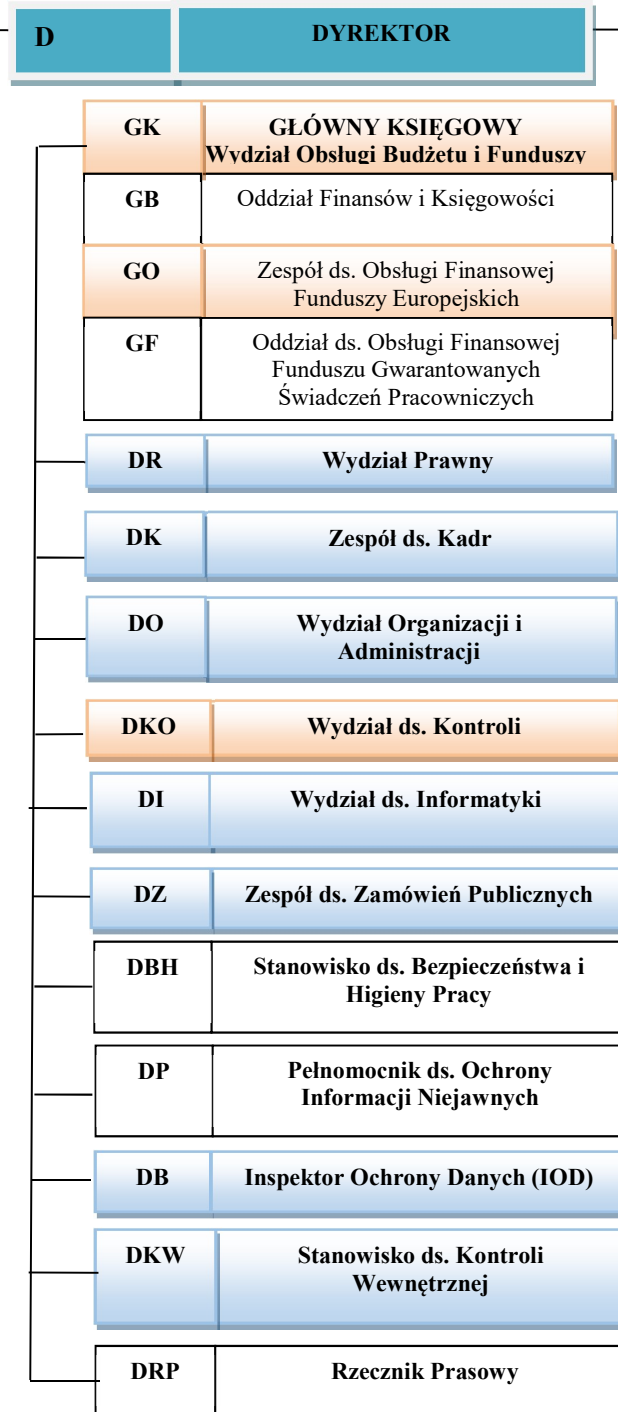 D DYREKTOR
GK GŁÓWNY KSIĘGOWY
Wydział Obsługi Budżetu i Funduszy
GB Oddział Finansów i Księgowości
GO Zespół ds. Obsługi Finansowej
Funduszy Europejskich
GF Oddział ds. Obsługi Finansowej
Funduszu Gwarantowanych
Świadczeń Pracowniczych
DR Wydział Prawny
DK Zespół ds. Kadr
DO Wydział Organizacji i
Administracji
DKO Wydział ds. Kontroli
DI Wydział ds. Informatyki
DZ Zespół ds. Zamówień Publicznych
DBH Stanowisko ds. Bezpieczeństwa i
Higieny Pracy
DP Pełnomocnik ds. Ochrony
Informacji Niejawnych
DB Inspektor Ochrony Danych (IOD)
DKW Stanowisko ds. Kontroli
Wewnętrznej
DRP Rzecznik Prasowy